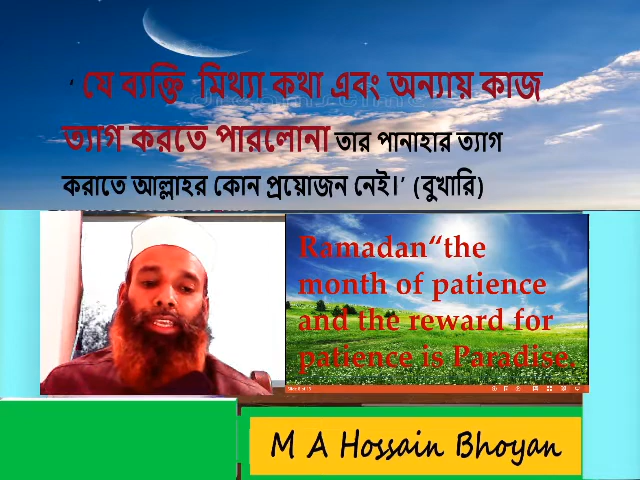 ‘ যে ব্যক্তি মিথ্যা কথা এবং অন্যায় কাজ
ত্যাগ করতে পারলোনা তার পানাহার ত্যাগ
করাতে আল্লাহর কোন প্রয়োজন নেই।’ (বুখারি)
Ramadan“the
month of patience
and the reward for
patience is Paradise.
M A Hossain Bhoyan